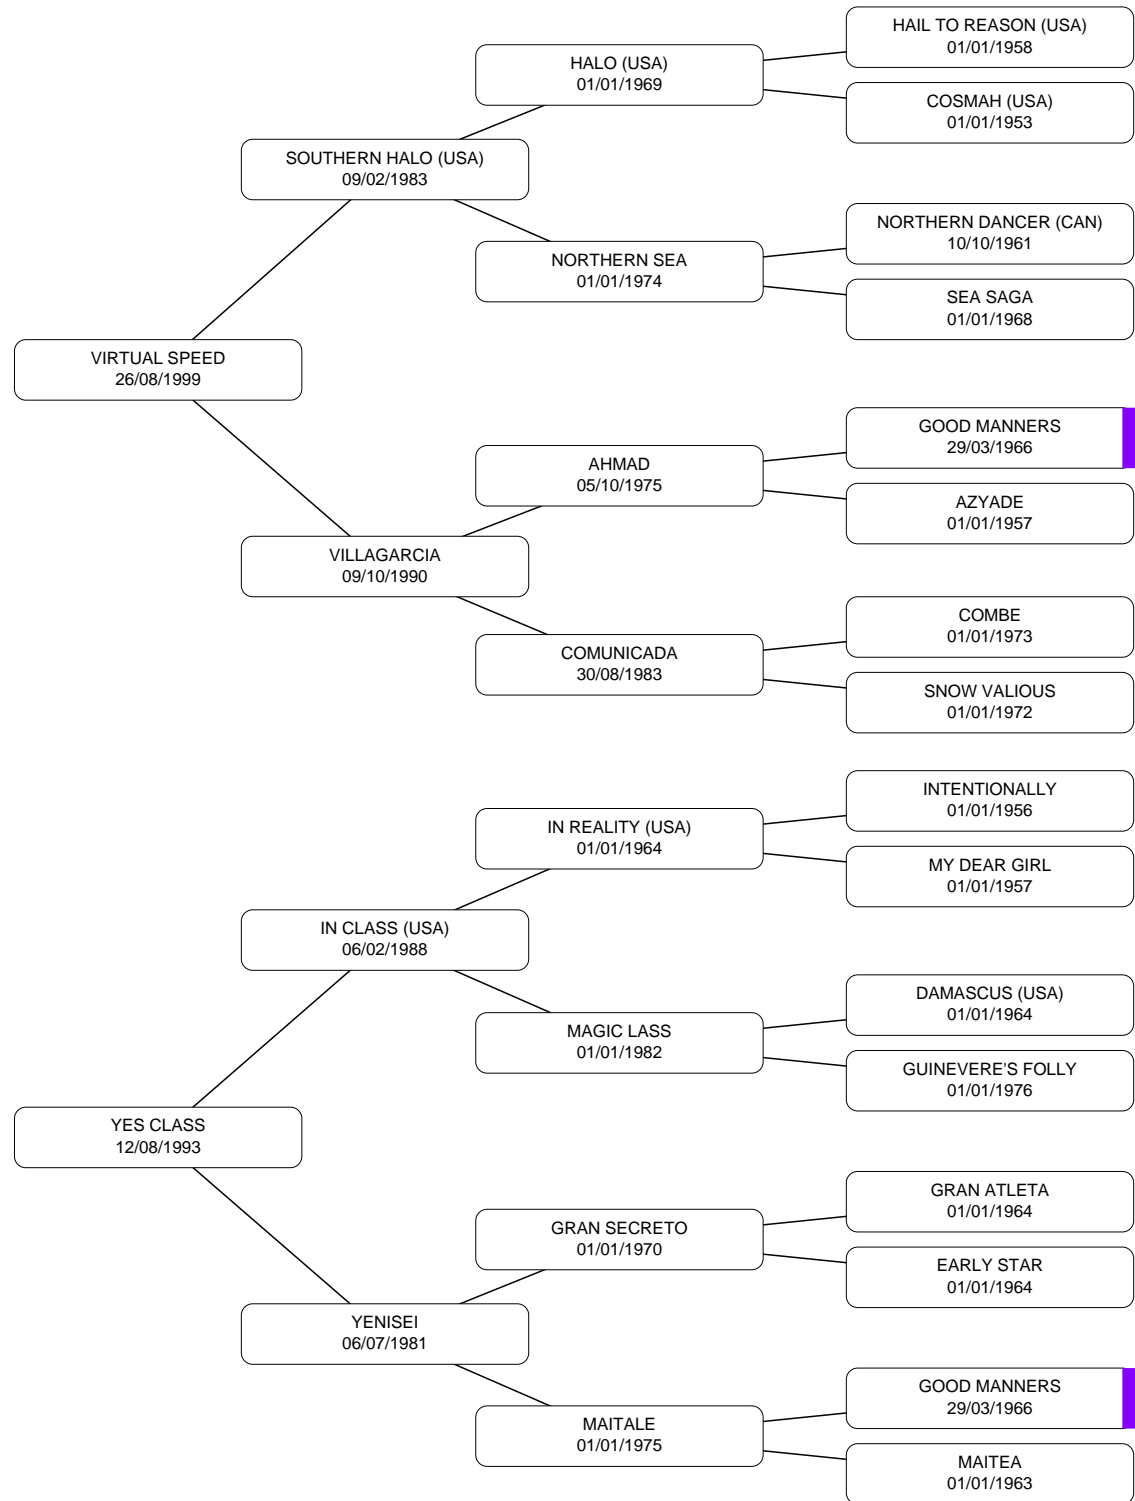 HAIL TO REASON (USA)
01/01/1958
HALO (USA)
01/01/1969
COSMAH (USA)
01/01/1953
SOUTHERN HALO (USA)
09/02/1983
NORTHERN DANCER (CAN)
10/10/1961
NORTHERN SEA
01/01/1974
SEA SAGA
01/01/1968
VIRTUAL SPEED
26/08/1999
GOOD MANNERS
29/03/1966
AHMAD
05/10/1975
AZYADE
01/01/1957
VILLAGARCIA
09/10/1990
COMBE
01/01/1973
COMUNICADA
30/08/1983
SNOW VALIOUS
01/01/1972
INTENTIONALLY
01/01/1956
IN REALITY (USA)
01/01/1964
MY DEAR GIRL
01/01/1957
IN CLASS (USA)
06/02/1988
DAMASCUS (USA)
01/01/1964
MAGIC LASS
01/01/1982
GUINEVERE'S FOLLY
01/01/1976
YES CLASS
12/08/1993
GRAN ATLETA
01/01/1964
GRAN SECRETO
01/01/1970
EARLY STAR
01/01/1964
YENISEI
06/07/1981
GOOD MANNERS
29/03/1966
MAITALE
01/01/1975
MAITEA
01/01/1963